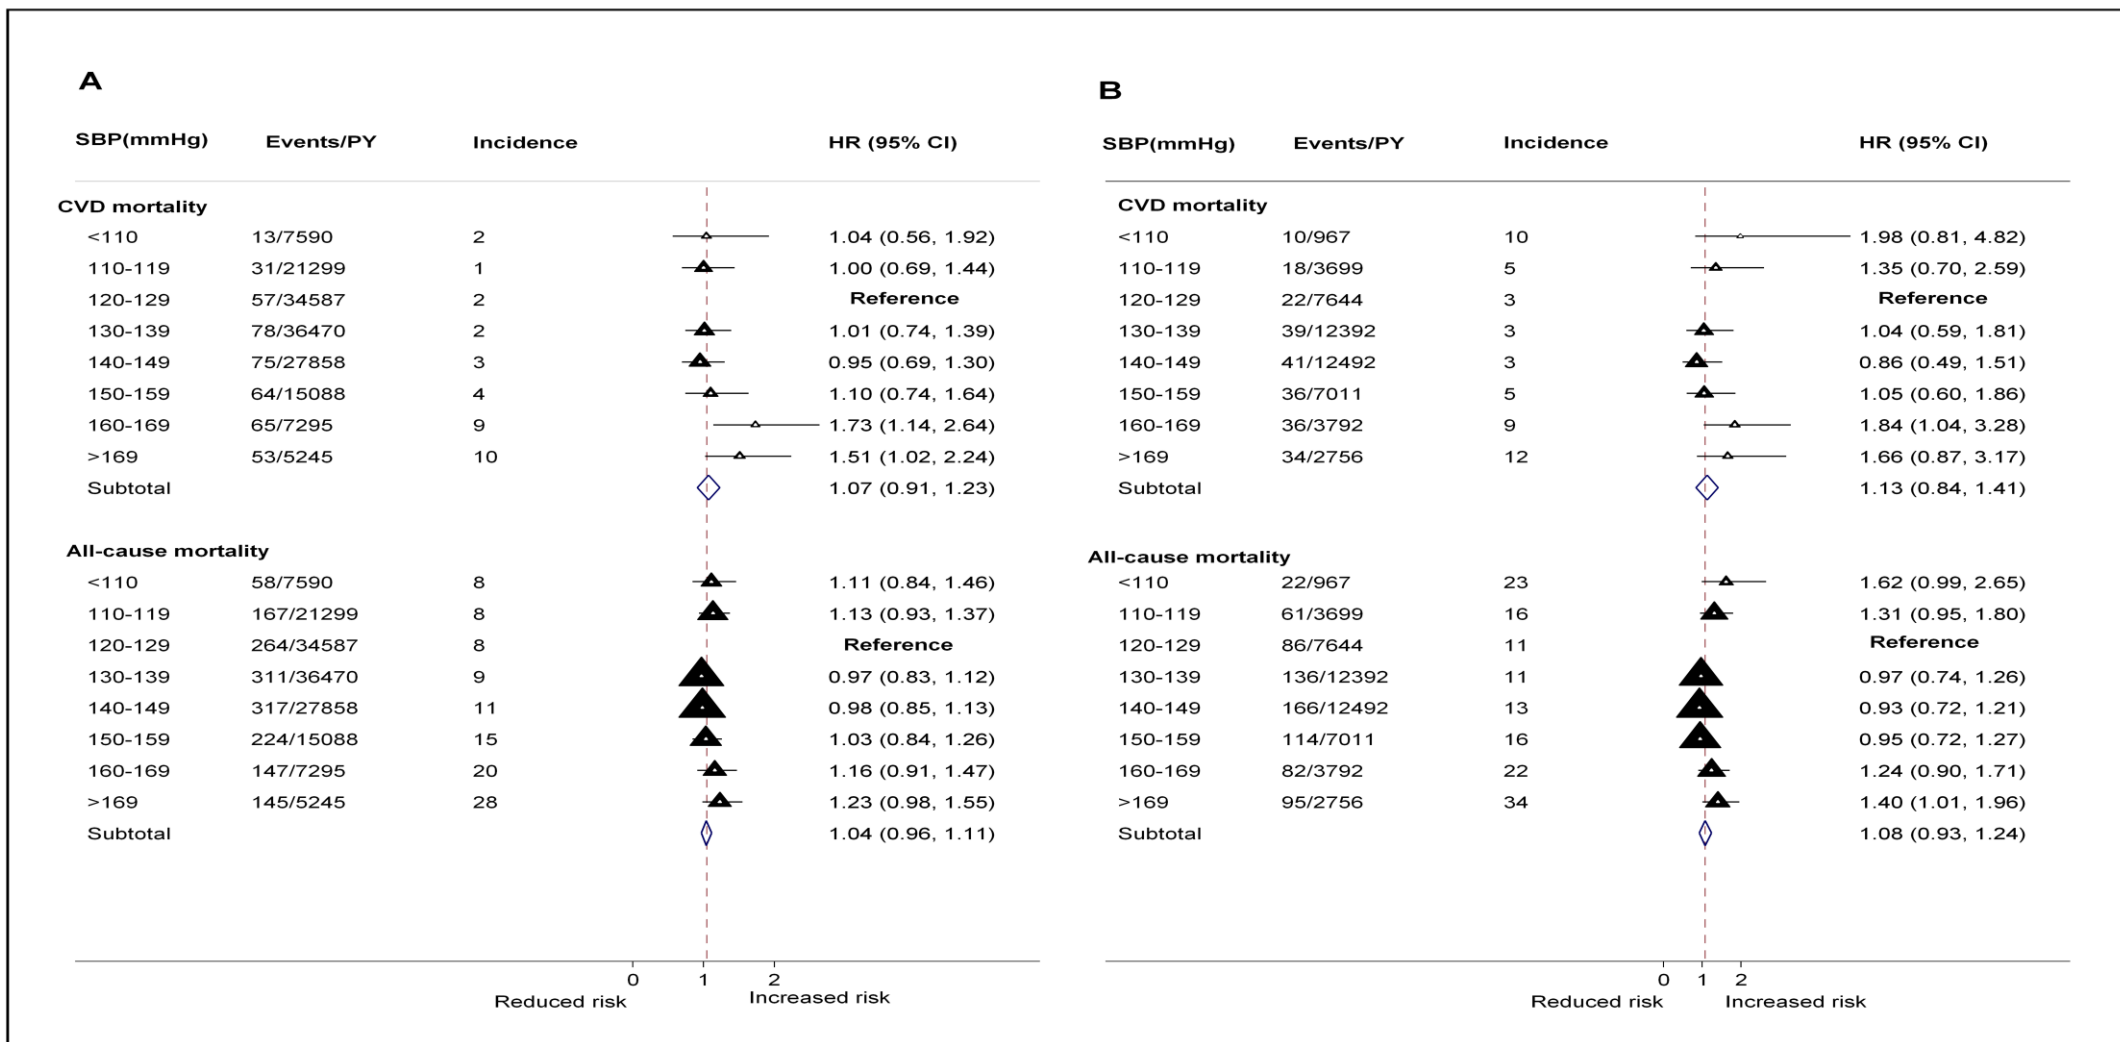 A
SBP(mmHg) Events/PY Incidence HR (95% CI)
CVD mortality
<110 13/7590 2 1.04 (0.56, 1.92)
110-119 31/21299 1 1.00 (0.69, 1.44)
120-129 57/34587 2 Reference
130-139 78/36470 2 1.01 (0.74, 1.39)
140-149 75/27858 3 0.95 (0.69, 1.30)
150-159 64/15088 4 1.10 (0.74, 1.64)
160-169 65/7295 9 1.73 (1.14, 2.64)
>169 53/5245 10 1.51 (1.02, 2.24)
Subtotal 1.07 (0.91, 1.23)
All-cause mortality
<110 58/7590 8 1.11 (0.84, 1.46)
110-119 167/21299 8 1.13 (0.93, 1.37)
120-129 264/34587 8 Reference
130-139 311/36470 9 0.97 (0.83, 1.12)
140-149 317/27858 11 0.98 (0.85, 1.13)
150-159 224/15088 15 1.03 (0.84, 1.26)
160-169 147/7295 20 1.16 (0.91, 1.47)
>169 145/5245 28 1.23 (0.98, 1.55)
Subtotal 1.04 (0.96, 1.11)
0 1 2
Reduced risk Increased risk
B
SBP(mmHg) Events/PY Incidence HR (95% CI)
CVD mortality
<110 10/967 10 1.98 (0.81, 4.82)
110-119 18/3699 5 1.35 (0.70, 2.59)
120-129 22/7644 3 Reference
130-139 39/12392 3 1.04 (0.59, 1.81)
140-149 41/12492 3 0.86 (0.49, 1.51)
150-159 36/7011 5 1.05 (0.60, 1.86)
160-169 36/3792 9 1.84 (1.04, 3.28)
>169 34/2756 12 1.66 (0.87, 3.17)
Subtotal 1.13 (0.84, 1.41)
All-cause mortality
<110 22/967 23 1.62 (0.99, 2.65)
110-119 61/3699 16 1.31 (0.95, 1.80)
120-129 86/7644 11 Reference
130-139 136/12392 11 0.97 (0.74, 1.26)
140-149 166/12492 13 0.93 (0.72, 1.21)
150-159 114/7011 16 0.95 (0.72, 1.27)
160-169 82/3792 22 1.24 (0.90, 1.71)
>169 95/2756 34 1.40 (1.01, 1.96)
Subtotal 1.08 (0.93, 1.24)
0 1 2
Reduced risk Increased risk